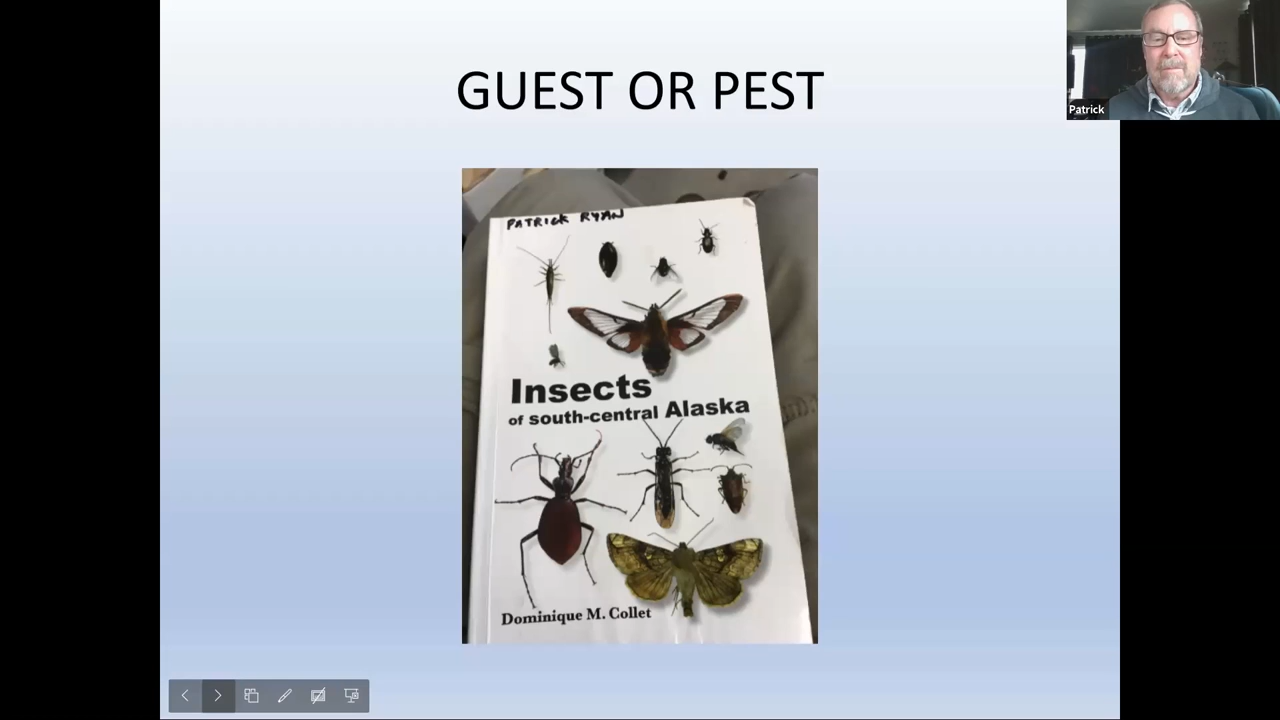 GUEST OR PEST
Patrick
PATRICK RYAN
Insects
of south-central Alaska
Dominique M. Collet